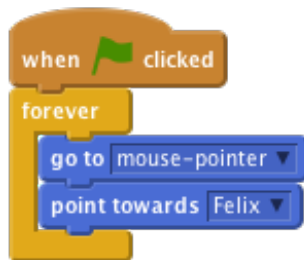 when clicked
forever
go to mouse-pointer
point towards Felix